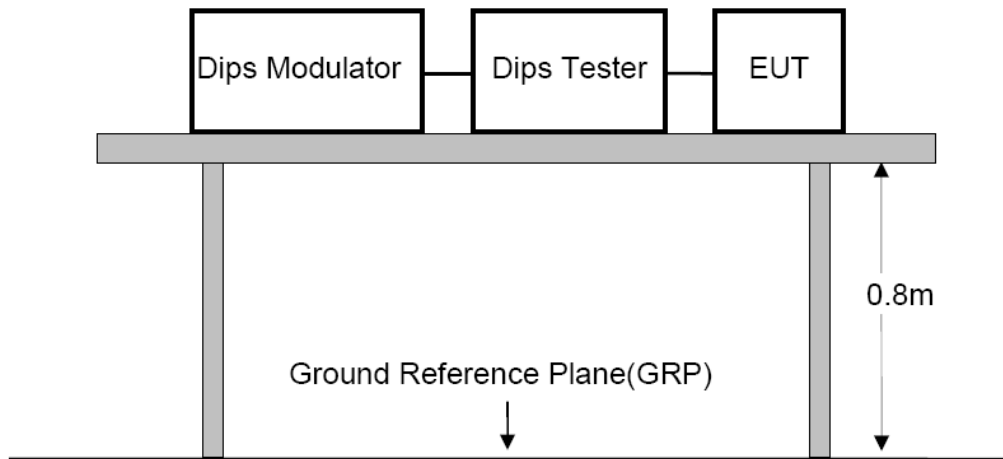 Dips Modulator
Dips Tester
EUT
0.8m
Ground Reference Plane(GRP)